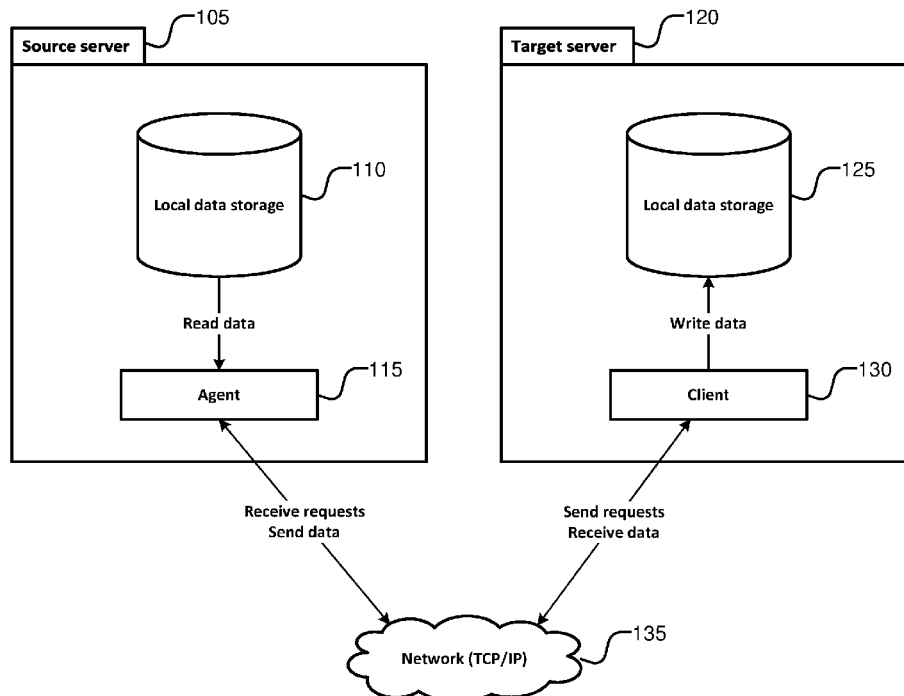 105
Source server
120
Target server
Local data storage
110
Local data storage
125
Read data
Write data
Agent
115
Client
130
Receive requests
Send data
Send requests
Receive data
Network (TCP/IP)
135